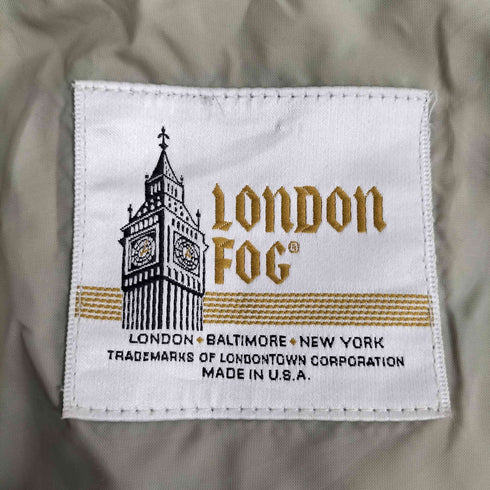 LONDON
FOG®
LONDON • BALTIMORE • NEW YORK
TRADEMARKS OF LONDONTOWN CORPORATION
MADE IN U.S.A.